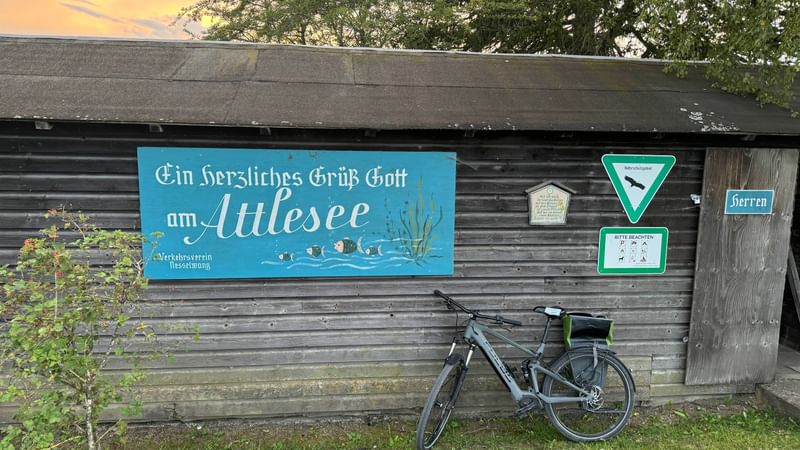 Ein Herzliches Grüß Gott
am Attlesee
Verkehrsverein
Nesselwang
Naturschutzgebiet
BITTE BEACHTEN
Herren